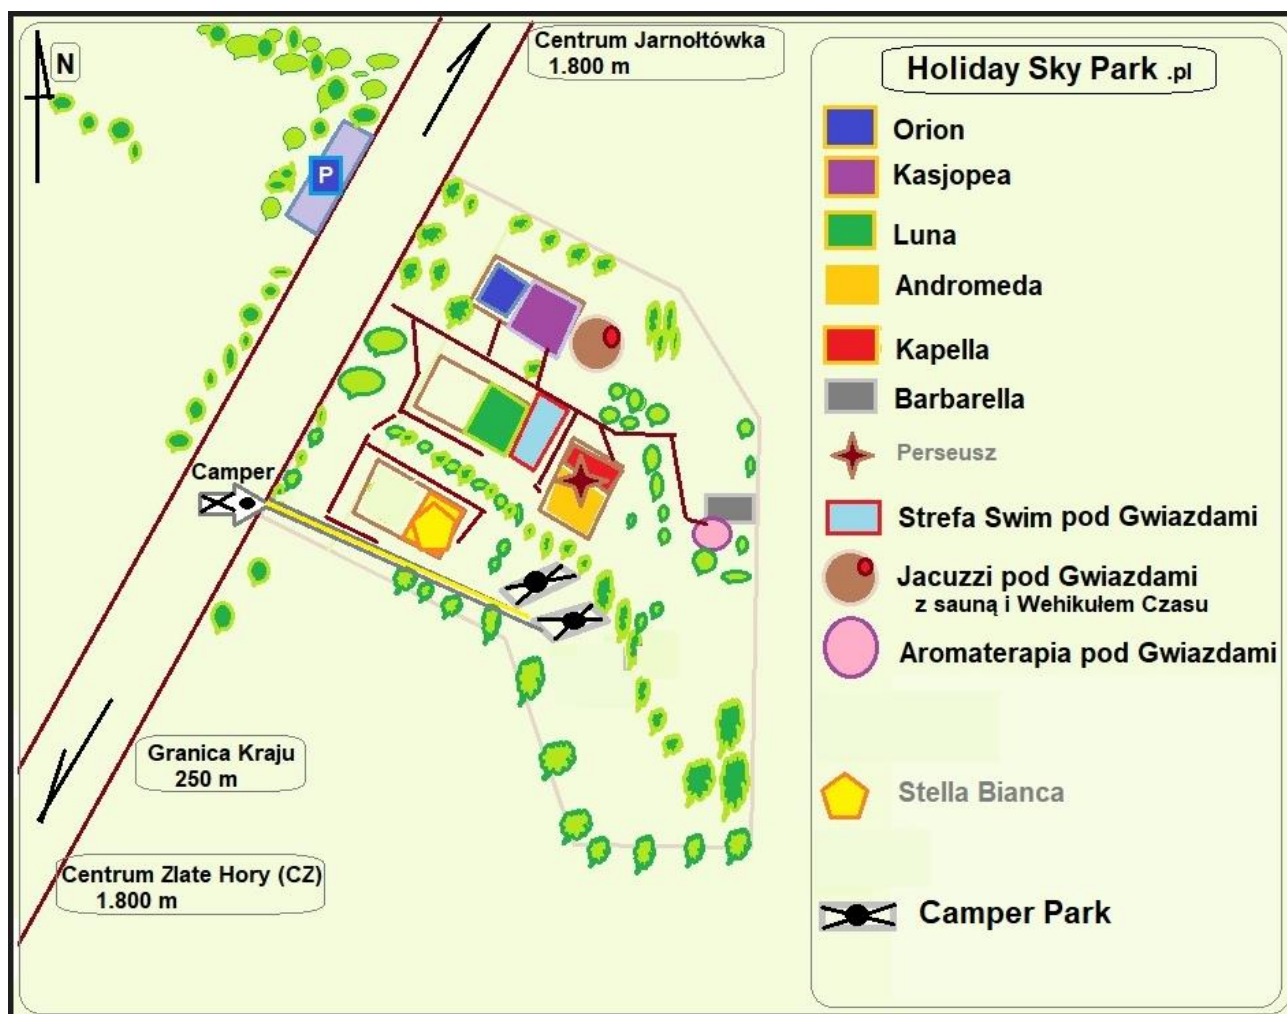 N
P
Centrum Jarnołtówka
1.800 m
Camper
Granica Kraju
250 m
Centrum Zlate Hory (CZ)
1.800 m
Holiday Sky Park .pl
Orion
Kasjopea
Luna
Andromeda
Kapella
Barbarella
Perseusz
Strefa Swim pod Gwiazdami
Jacuzzi pod Gwiazdami
z sauną i Wehikułem Czasu
Aromaterapia pod Gwiazdami
Stella Bianca
Camper Park